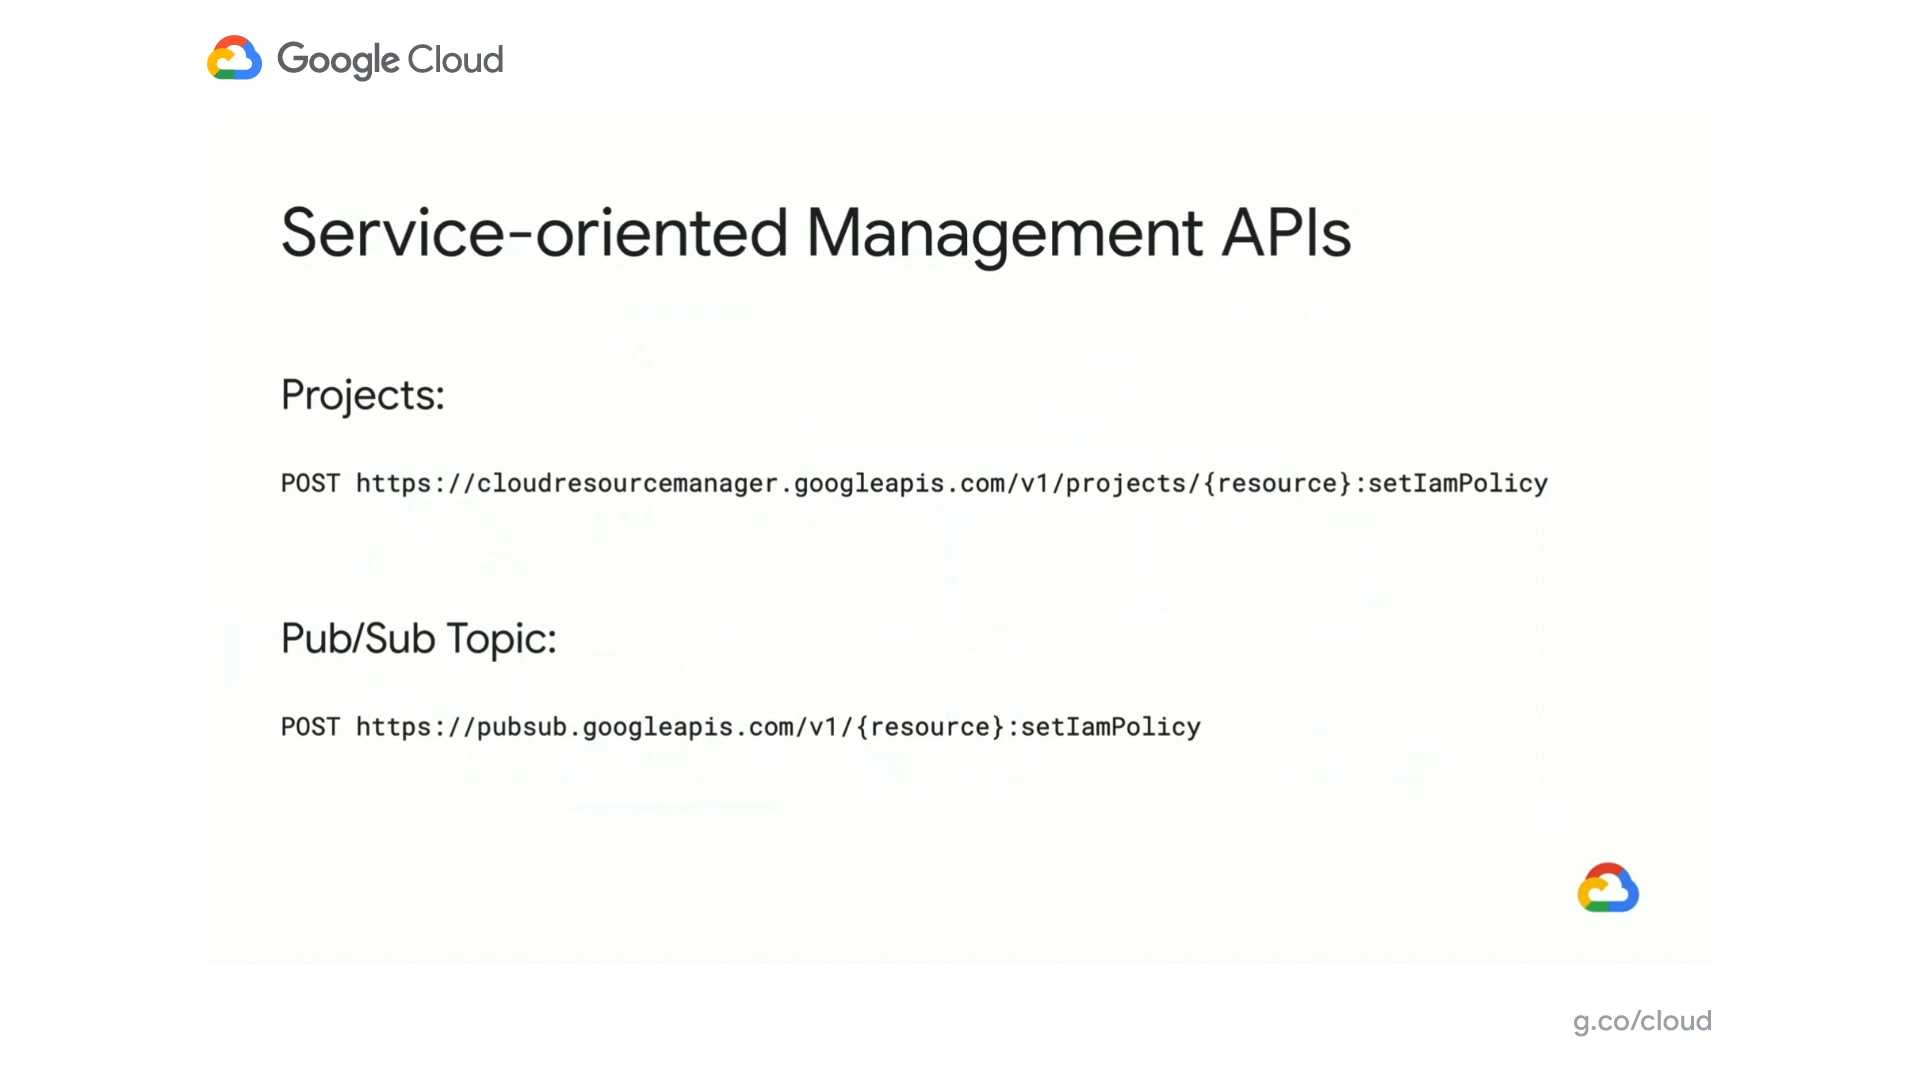 Google Cloud
Service-oriented Management APIs
Projects:
POST https://cloudresourcemanager.googleapis.com/v1/projects/{resource}:setIamPolicy
Pub/Sub Topic:
POST https://pubsub.googleapis.com/v1/{resource}:setIamPolicy
g.co/cloud